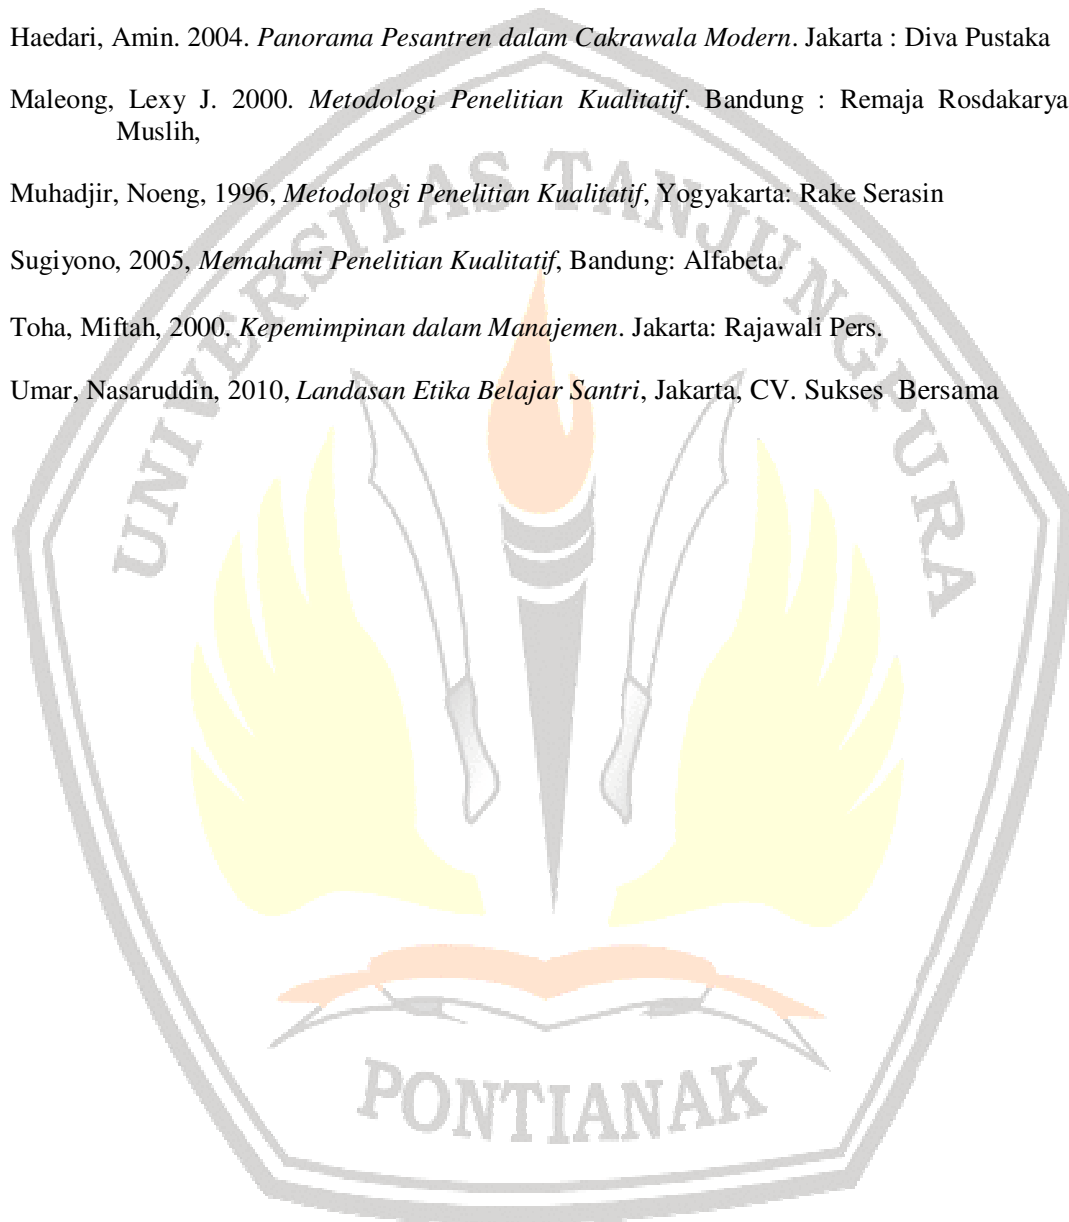 Haedari, Amin. 2004. Panorama Pesantren dalam Cakrawala Modern. Jakarta : Diva Pustaka
Maleong, Lexy J. 2000. Metodologi Penelitian Kualitatif. Bandung : Remaja Rosdakarya
Muslih,
Muhadjir, Noeng, 1996, Metodologi Penelitian Kualitatif, Yogyakarta: Rake Serasin
Sugiyono, 2005, Memahami Penelitian Kualitatif, Bandung: Alfabeta.
Toha, Miftah, 2000. Kepemimpinan dalam Manajemen. Jakarta: Rajawali Pers.
Umar, Nasaruddin, 2010, Landasan Etika Belajar Santri, Jakarta, CV. Sukses Bersama
UNIVERSITAS TANJUNGPURA
PONTIANAK